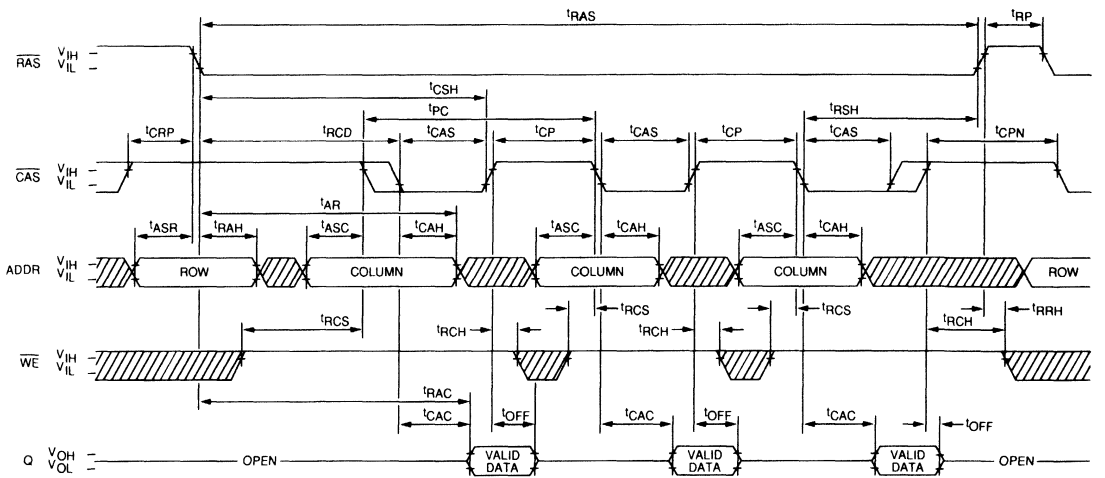 tRAS tRP
RAS VIH VIL
tCSH
tPC tRSH
tCRP tRCD tCAS tCP tCAS tCP tCAS tCPN
CAS VIH VIL
tAR
tASR tRAH tASC tCAH tASC tCAH tASC tCAH
ADDR VIH VIL ROW COLUMN COLUMN COLUMN ROW
tRCS tRCH tRCS tRCH tRCS tRCH tRRH
WE VIH VIL
tRAC
tCAC tOFF tCAC tOFF tCAC tOFF
Q VOH VOL OPEN VALID DATA VALID DATA VALID DATA OPEN